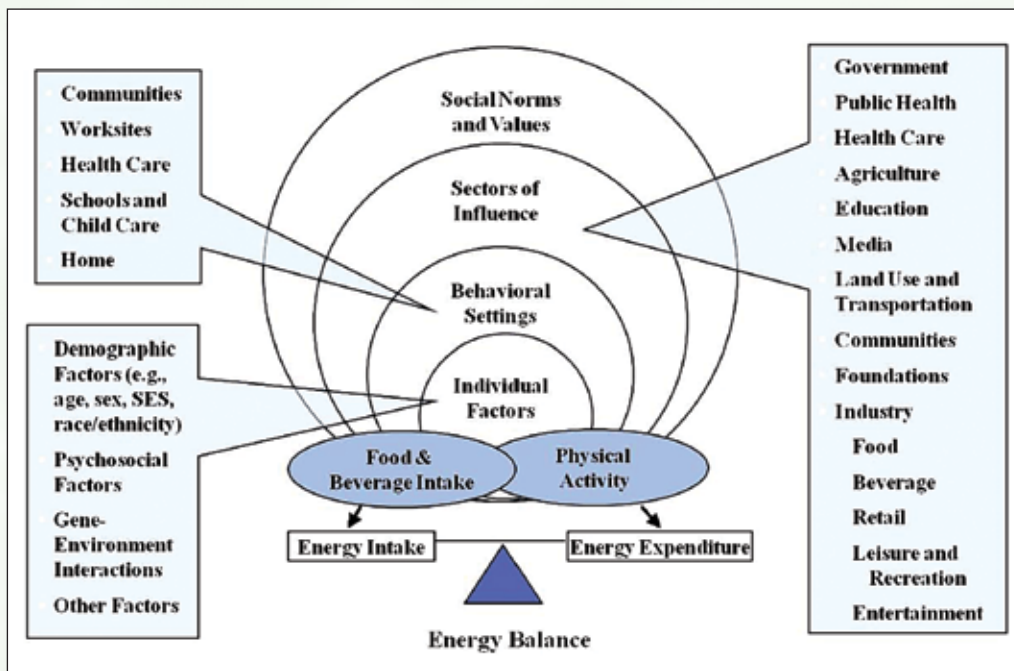 Communities
Worksites
Health Care
Schools and
Child Care
Home
Demographic
Factors (e.g.,
age, sex, SES,
race/ethnicity)
Psychosocial
Factors
Gene-
Environment
Interactions
Other Factors
Social Norms
and Values
Sectors of
Influence
Behavioral
Settings
Individual
Factors
Food &
Beverage Intake
Physical
Activity
Energy Intake
Energy Expenditure
Energy Balance
Government
Public Health
Health Care
Agriculture
Education
Media
Land Use and
Transportation
Communities
Foundations
Industry
Food
Beverage
Retail
Leisure and
Recreation
Entertainment